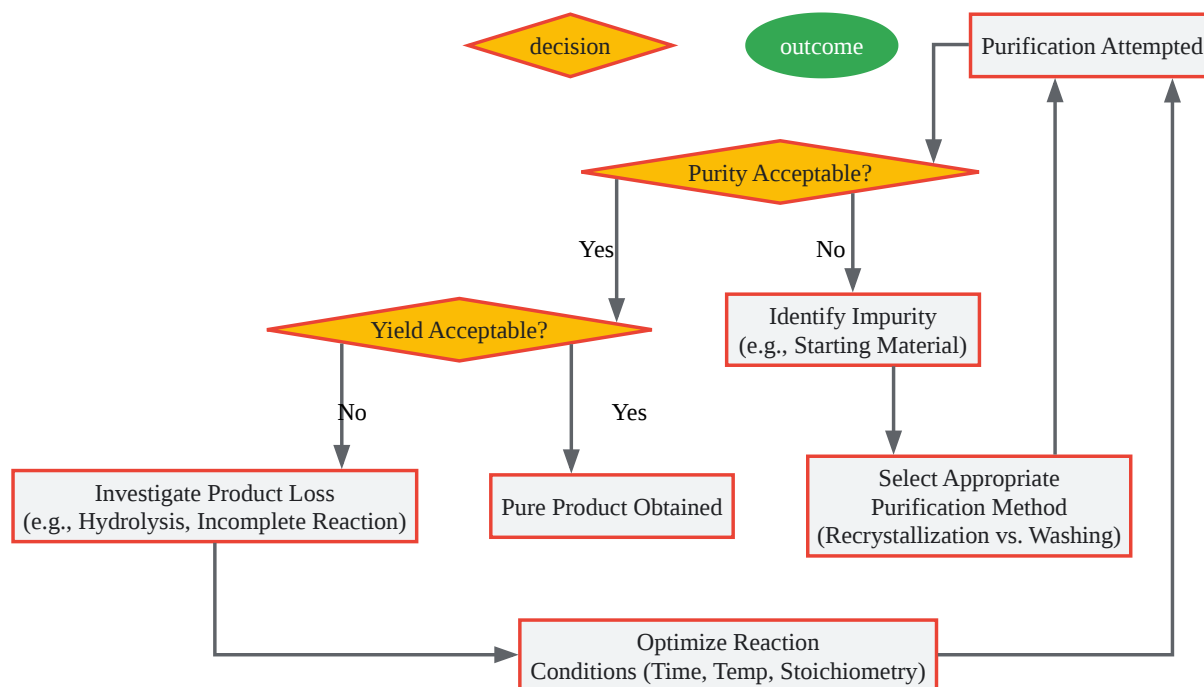 decision
outcome
Purification Attempted
Purity Acceptable?
Yes
No
Identify Impurity
(e.g., Starting Material)
Yield Acceptable?
No
Yes
Select Appropriate
Purification Method
(Recrystallization vs. Washing)
Investigate Product Loss
(e.g., Hydrolysis, Incomplete Reaction)
Pure Product Obtained
Optimize Reaction
Conditions (Time, Temp, Stoichiometry)